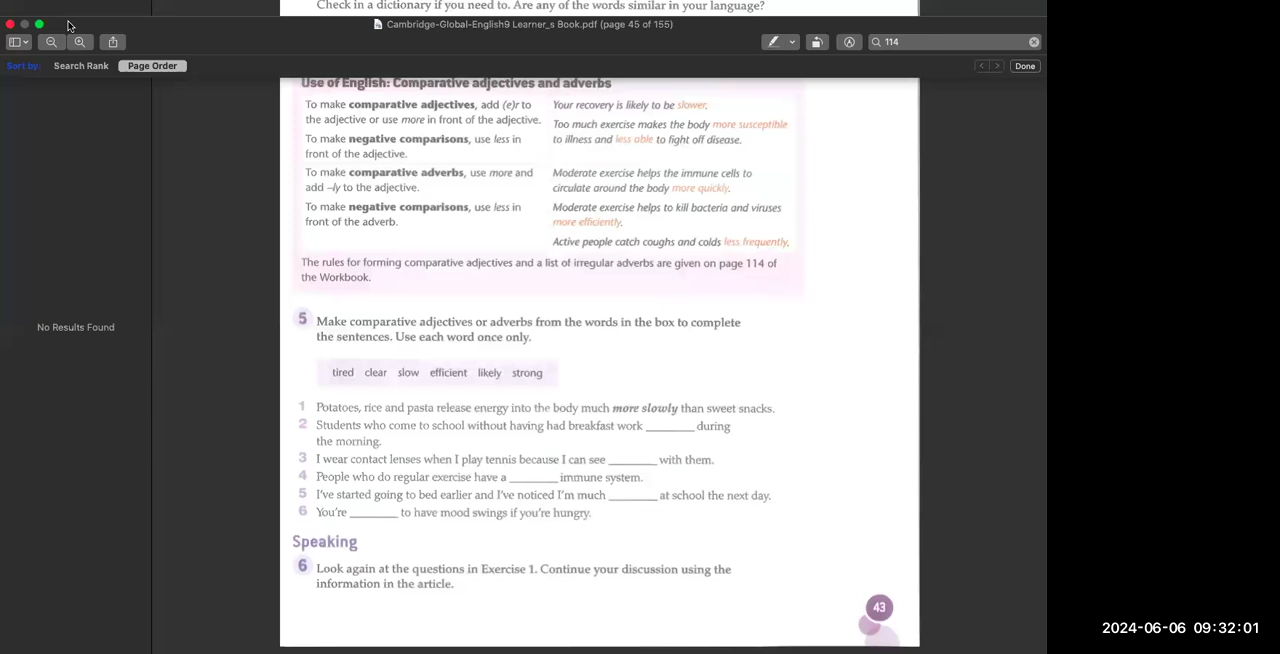 Check in a dictionary if you need to. Are any of the words similar in your language?
Cambridge-Global-English9 Learner_s Book.pdf (page 45 of 155)
114
Sort by: Search Rank Page Order
Done
Use of English: Comparative adjectives and adverbs
To make comparative adjectives, add (e)r to
the adjective or use more in front of the adjective.
To make negative comparisons, use less in
front of the adjective.
Your recovery is likely to be slower.
Too much exercise makes the body more susceptible
to illness and less able to fight off disease.
To make comparative adverbs, use more and
add –ly to the adjective.
To make negative comparisons, use less in
front of the adverb.
Moderate exercise helps the immune cells to
circulate around the body more quickly.
Moderate exercise helps to kill bacteria and viruses
more efficiently.
Active people catch coughs and colds less frequently.
The rules for forming comparative adjectives and a list of irregular adverbs are given on page 114 of
the Workbook.
No Results Found
5 Make comparative adjectives or adverbs from the words in the box to complete
the sentences. Use each word once only.
tired clear slow efficient likely strong
1 Potatoes, rice and pasta release energy into the body much more slowly than sweet snacks.
2 Students who come to school without having had breakfast work ________ during
the morning.
3 I wear contact lenses when I play tennis because I can see ________ with them.
4 People who do regular exercise have a ________ immune system.
5 I've started going to bed earlier and I've noticed I'm much ________ at school the next day.
6 You're ________ to have mood swings if you're hungry.
Speaking
6 Look again at the questions in Exercise 1. Continue your discussion using the
information in the article.
43
2024-06-06 09:32:01